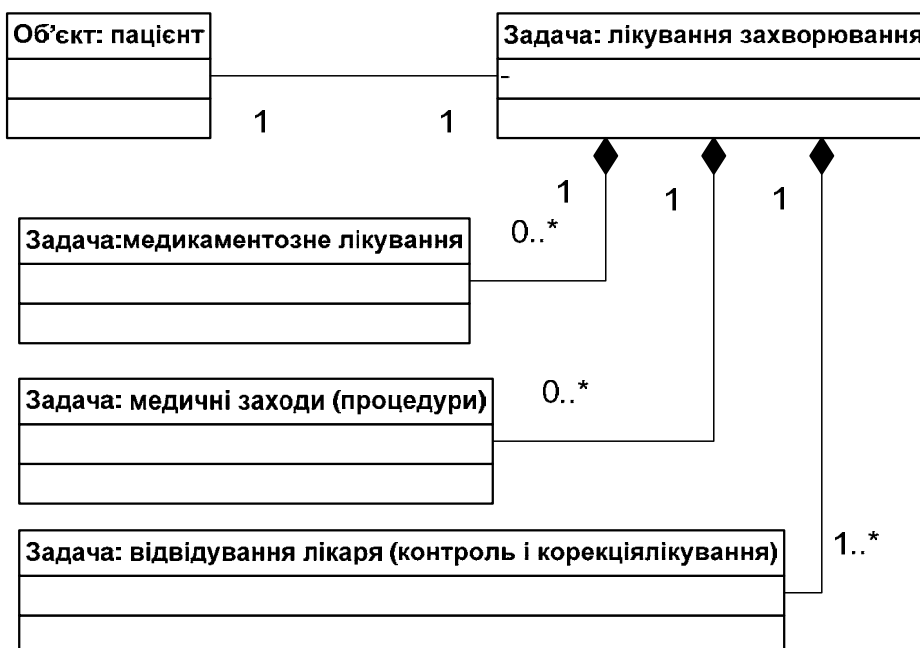 Об’єкт: пацієнт
Задача: лікування захворювання
-
1
1
1
1
1
Задача:медикаментозне лікування
0..*
Задача: медичні заходи (процедури)
0..*
Задача: відвідування лікаря (контроль і корекціялікування)
1..*